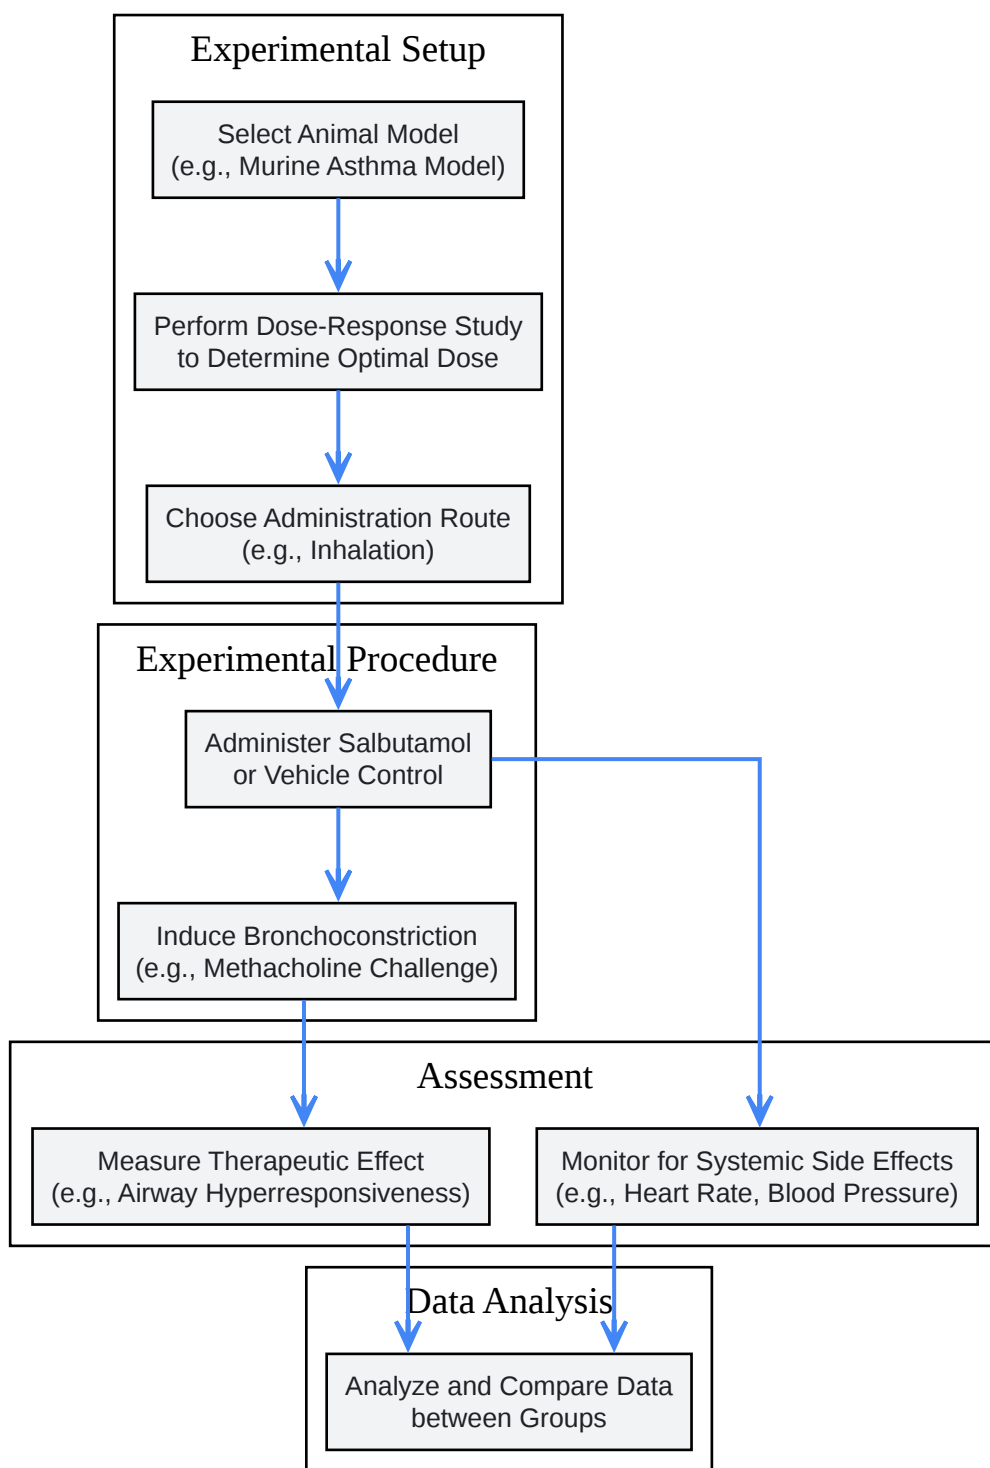 Experimental Setup
Select Animal Model
(e.g., Murine Asthma Model)
Perform Dose-Response Study
to Determine Optimal Dose
Choose Administration Route
(e.g., Inhalation)
Experimental Procedure
Administer Salbutamol
or Vehicle Control
Induce Bronchoconstriction
(e.g., Methacholine Challenge)
Assessment
Measure Therapeutic Effect
(e.g., Airway Hyperresponsiveness)
Monitor for Systemic Side Effects
(e.g., Heart Rate, Blood Pressure)
Data Analysis
Analyze and Compare Data
between Groups